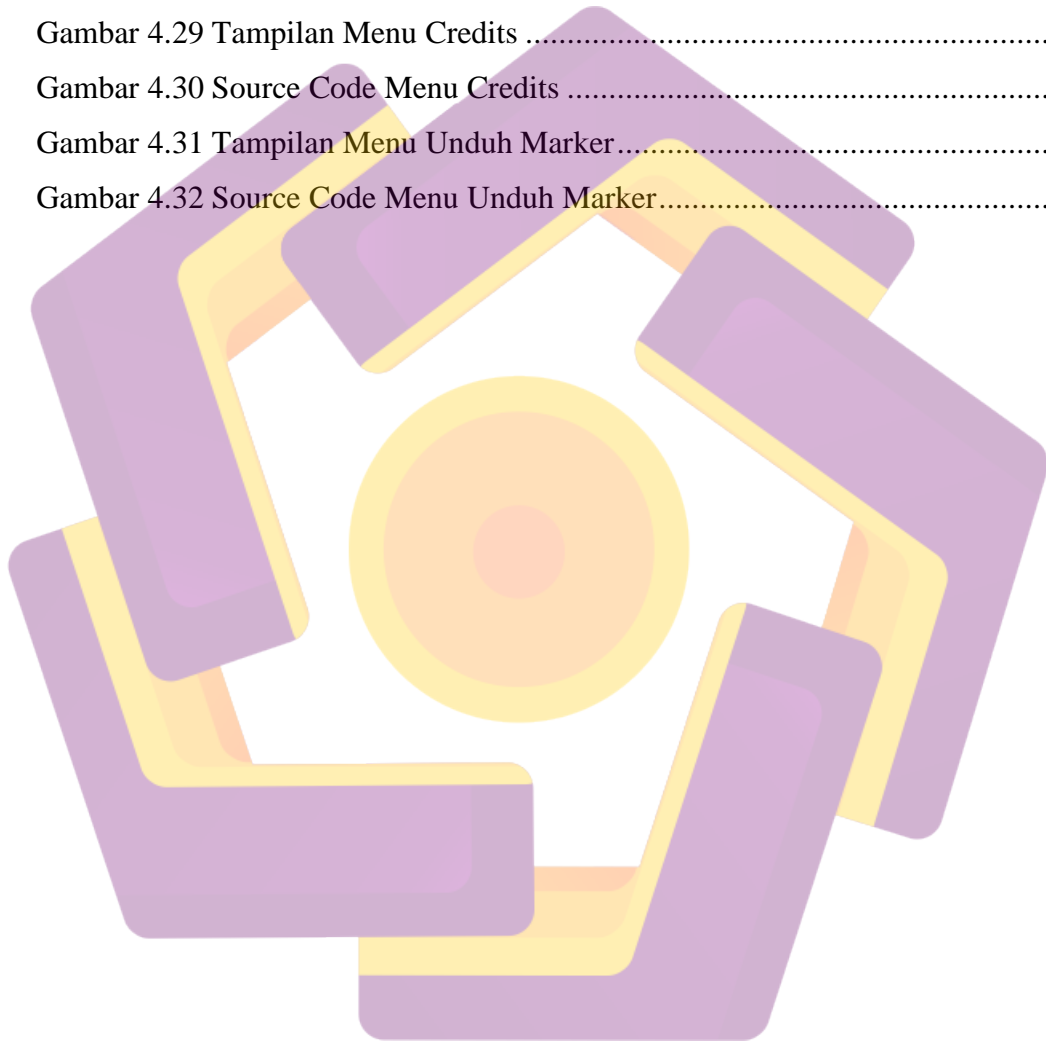 Gambar 4.29 Tampilan Menu Credits ..................................................................
Gambar 4.30 Source Code Menu Credits .............................................................
Gambar 4.31 Tampilan Menu Unduh Marker.......................................................
Gambar 4.32 Source Code Menu Unduh Marker..................................................